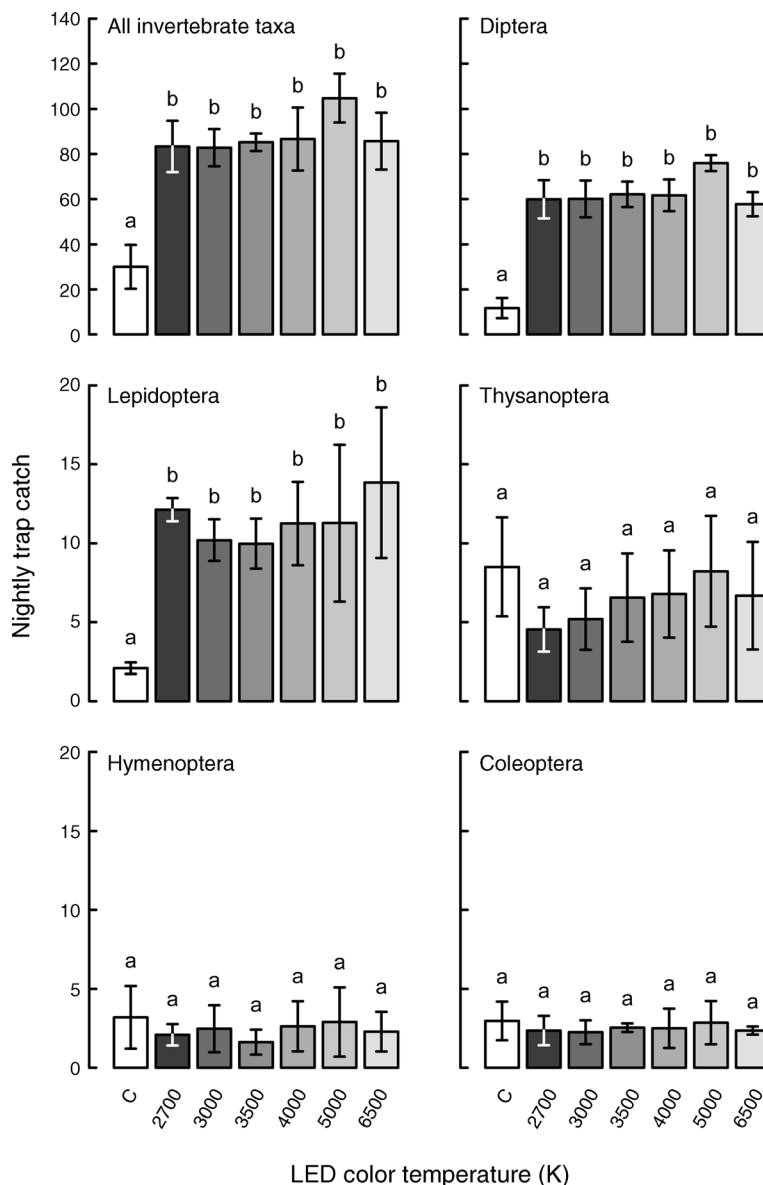 All invertebrate taxa
Diptera
140
120
100
80
60
40
20
0
a
b
b
b
b
b
b
a
b
b
b
b
b
b
Lepidoptera
Thysanoptera
20
15
10
5
0
a
b
b
b
b
b
b
a
a
a
a
a
a
a
Nightly trap catch
Hymenoptera
Coleoptera
20
15
10
5
0
a
a
a
a
a
a
a
a
a
a
a
a
a
a
C
2700
3000
3500
4000
5000
6500
C
2700
3000
3500
4000
5000
6500
LED color temperature (K)